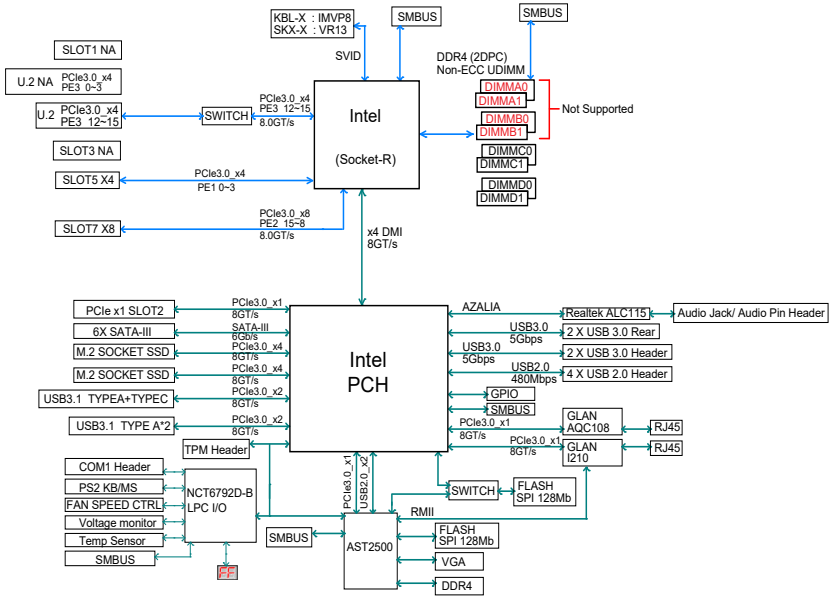 KBL-X : IMVP8
SKX-X : VR13
SMBUS
SMBUS
SVID
DDR4 (2DPC)
Non-ECC UDIMM
SLOT1 NA
U.2 NA PCIe3.0_x4
PE3 0~3
U.2 PCIe3.0_x4
PE3 12~15
SWITCH
PCIe3.0_x4
PE3 12~15
8.0GT/s
Intel
(Socket-R)
DIMMA0
DIMMA1
DIMMB0
DIMMB1
Not Supported
DIMMC0
DIMMC1
DIMMD0
DIMMD1
SLOT3 NA
SLOT5 X4
PCIe3.0_x4
PE1 0~3
SLOT7 X8
PCIe3.0_x8
PE2 15~8
8.0GT/s
x4 DMI
8GT/s
PCIe x1 SLOT2
PCIe3.0_x1
8GT/s
6X SATA-III
SATA-III
6Gb/s
M.2 SOCKET SSD
PCIe3.0_x4
8GT/s
M.2 SOCKET SSD
PCIe3.0_x4
8GT/s
USB3.1 TYPEA+TYPEC
PCIe3.0_x2
8GT/s
USB3.1 TYPE A*2
PCIe3.0_x2
8GT/s
Intel
PCH
AZALIA
Realtek ALC115
Audio Jack/ Audio Pin Header
USB3.0
5Gbps
2 X USB 3.0 Rear
USB3.0
5Gbps
2 X USB 3.0 Header
USB2.0
480Mbps
4 X USB 2.0 Header
GPIO
SMBUS
PCIe3.0_x1
8GT/s
GLAN
AQC108
RJ45
PCIe3.0_x1
8GT/s
GLAN
I210
RJ45
TPM Header
PCIe3.0_x1
USB2.0_x2
COM1 Header
PS2 KB/MS
FAN SPEED CTRL
Voltage monitor
Temp Sensor
SMBUS
NCT6792D-B
LPC I/O
FF
SWITCH
FLASH
SPI 128Mb
RMII
SMBUS
AST2500
FLASH
SPI 128Mb
VGA
DDR4